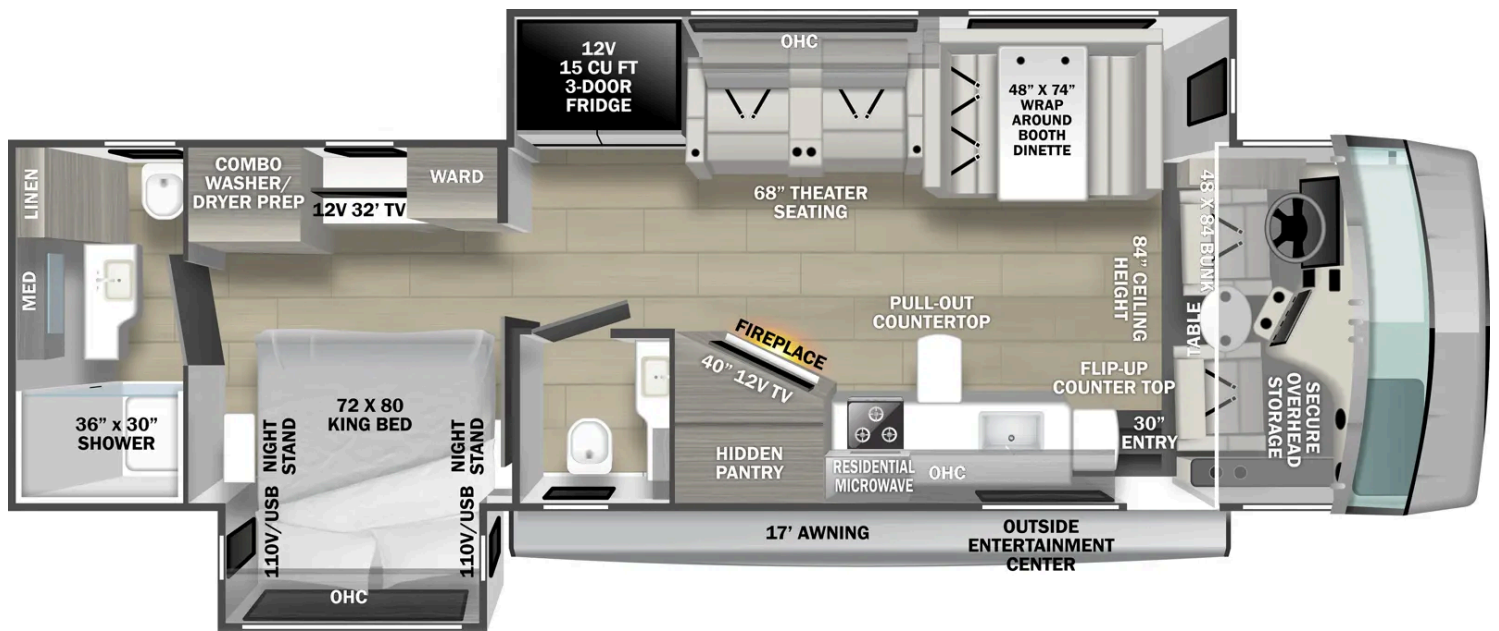 12V
15 CU FT
3-DOOR
FRIDGE
OHC
48” X 74”
WRAP
AROUND
BOOTH
DINETTE
LINEN
COMBO
WASHER/
DRYER PREP
12V 32’ TV
WARD
68” THEATER
SEATING
48 X 84 BUNK
MED
84” CEILING
HEIGHT
PULL-OUT
COUNTERTOP
TABLE
FIREPLACE
40” 12V TV
FLIP-UP
COUNTER TOP
SECURE
OVERHEAD
STORAGE
36” x 30”
SHOWER
72 X 80
KING BED
NIGHT
STAND
110V/USB
NIGHT
STAND
110V/USB
HIDDEN
PANTRY
RESIDENTIAL
MICROWAVE
OHC
30”
ENTRY
17’ AWNING
OUTSIDE
ENTERTAINMENT
CENTER
OHC